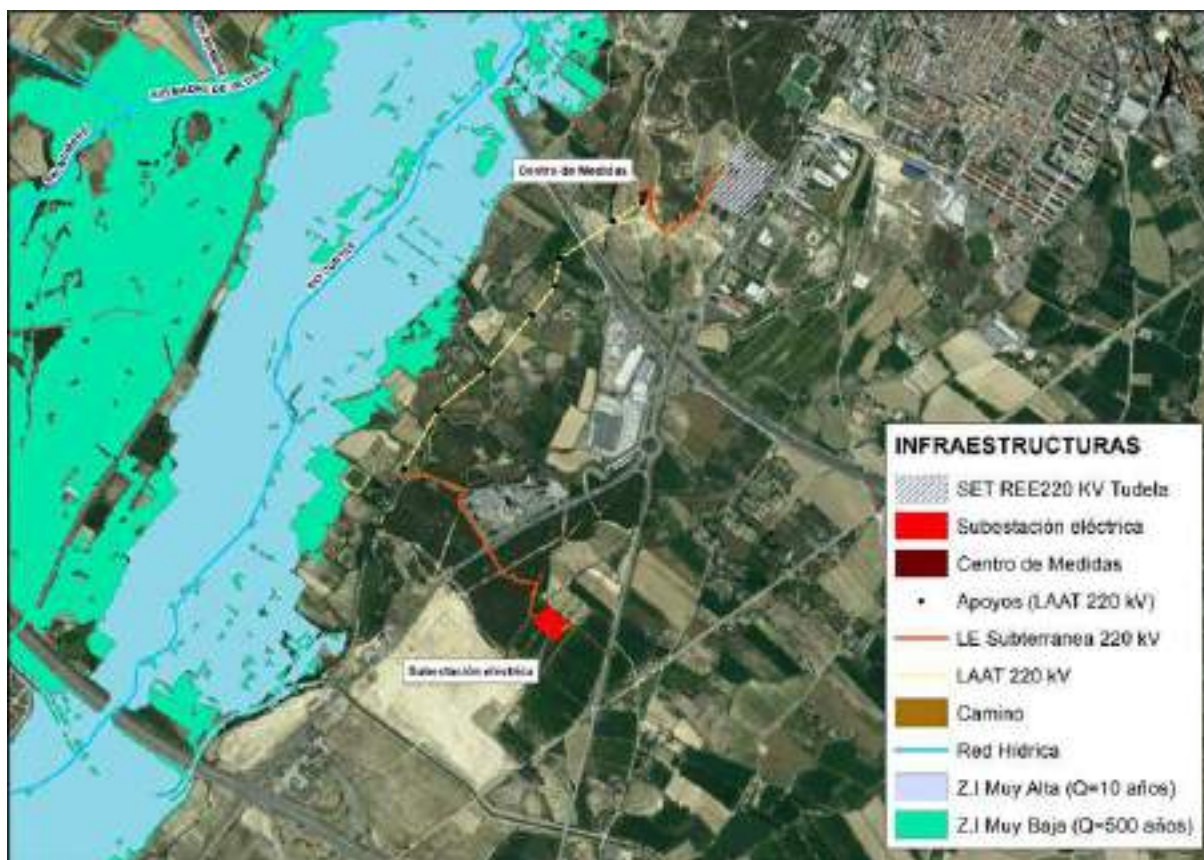 Centro de Medidas
Subestación eléctrica
INFRAESTRUCTURAS
SET REE220 KV Tudela
Subestación eléctrica
Centro de Medidas
Apoyos (LAAT 220 kV)
LE Subterranea 220 kV
LAAT 220 kV
Camino
Red Hídrica
Z.I Muy Alta (Q=10 años)
Z.I Muy Baja (Q=500 años)